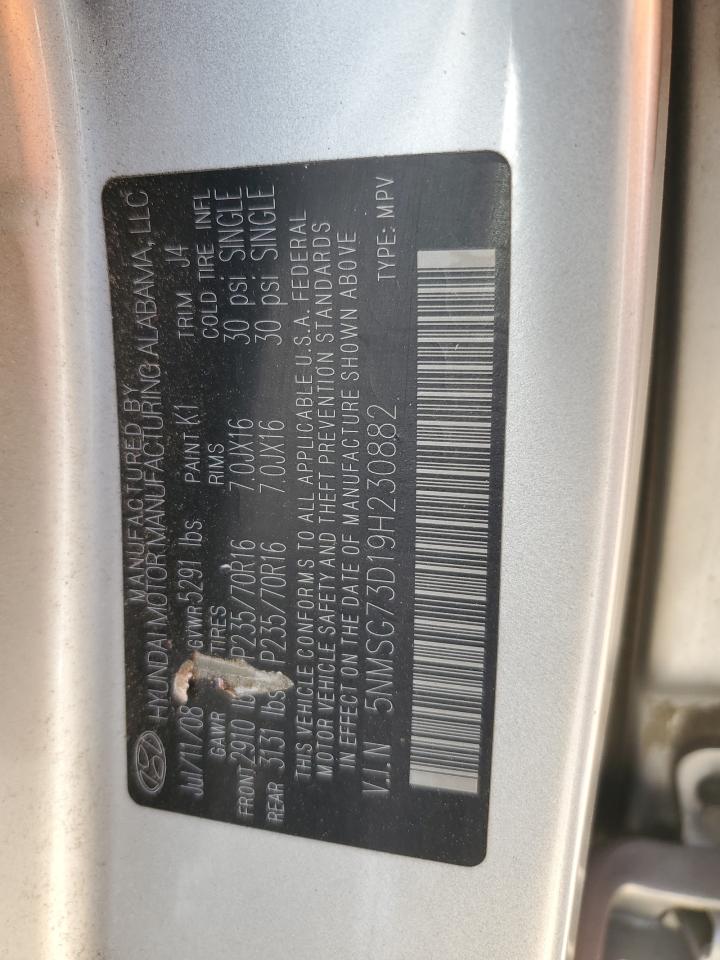 MANUFACTURED BY
HYUNDAI MOTOR MANUFACTURING ALABAMA, LLC
Jul/11/08 GVWR 5291 lbs PAINT K1 TRIM J4
GAWR TIRES RIMS COLD TIRE INFL
FRONT 2910 lb P235/70R16 7.0JX16 30 psi SINGLE
REAR 3131 lbs P235/70R16 7.0JX16 30 psi SINGLE
THIS VEHICLE CONFORMS TO ALL APPLICABLE U.S.A. FEDERAL
MOTOR VEHICLE SAFETY AND THEFT PREVENTION STANDARDS
IN EFFECT ON THE DATE OF MANUFACTURE SHOWN ABOVE
V.I.N 5NMSG73D19H230882 TYPE: MPV